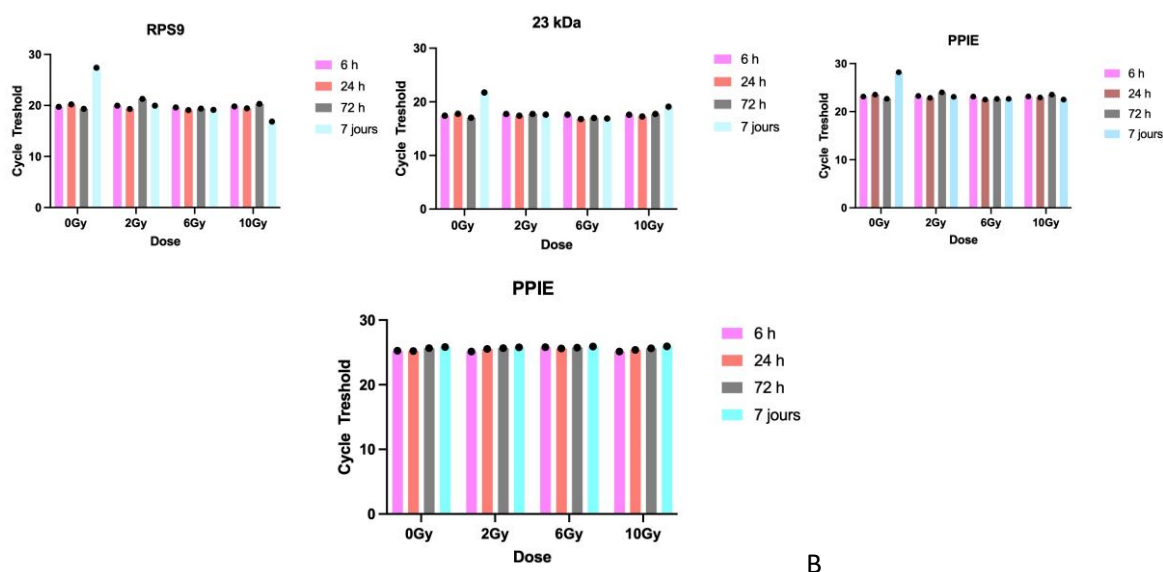 RPS9
Cycle Treshold
30
20
10
0
0Gy
2Gy
6Gy
10Gy
Dose
6 h
24 h
72 h
7 jours
23 kDa
Cycle Treshold
30
20
10
0
0Gy
2Gy
6Gy
10Gy
Dose
6 h
24 h
72 h
7 jours
PPIE
Cycle Treshold
30
20
10
0
0Gy
2Gy
6Gy
10Gy
Dose
6 h
24 h
72 h
7 jours
PPIE
Cycle Treshold
30
20
10
0
0Gy
2Gy
6Gy
10Gy
Dose
6 h
24 h
72 h
7 jours
B